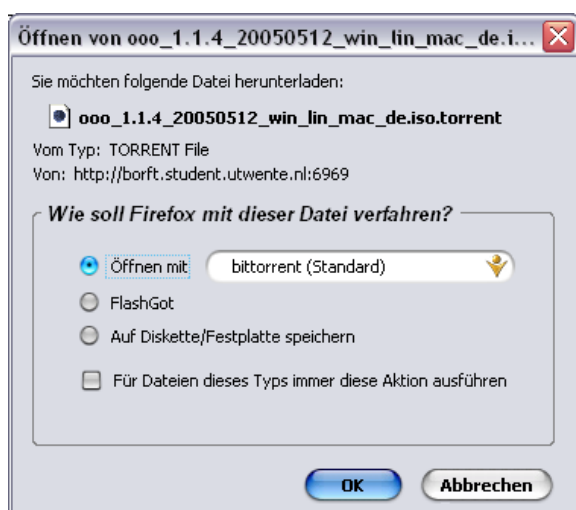 Öffnen von ooo_1.1.4_20050512_win_lin_mac_de.i...
Sie möchten folgende Datei herunterladen:
ooo_1.1.4_20050512_win_lin_mac_de.iso.torrent
Vom Typ: TORRENT File
Von: http://borft.student.utwente.nl:6969
Wie soll Firefox mit dieser Datei verfahren?
Öffnen mit bittorrent (Standard)
FlashGot
Auf Diskette/Festplatte speichern
Für Dateien dieses Typs immer diese Aktion ausführen
OK Abbrechen